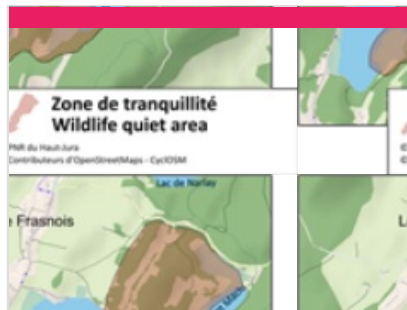 Zone de tranquillité
Wildlife quiet area
PNR du Haut-Jura
Contributeurs d'OpenStreetMaps - CyclOSM
Lac de Narlay
Frasnois